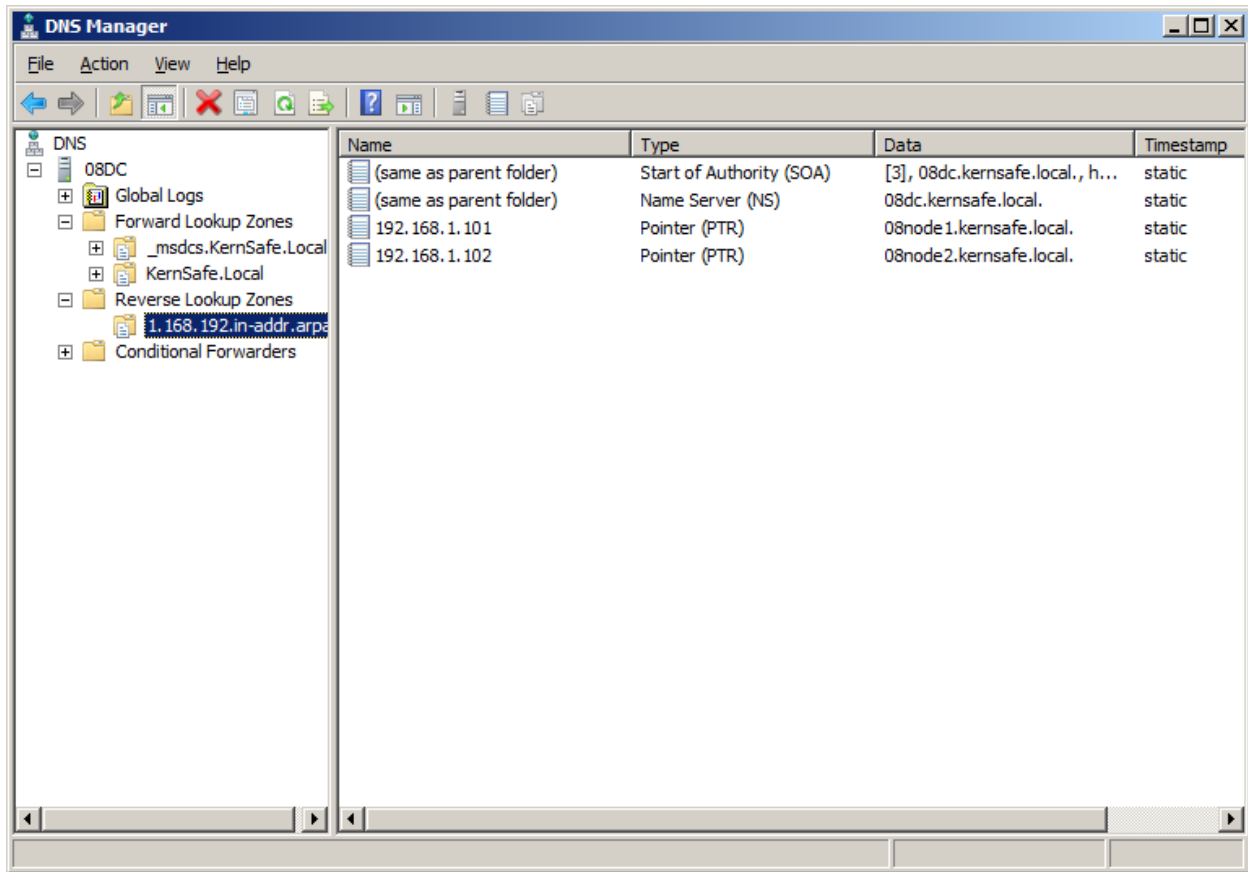 DNS Manager
File Action View Help
DNS
08DC
Global Logs
Forward Lookup Zones
_msdcs.KernSafe.Local
KernSafe.Local
Reverse Lookup Zones
1.168.192.in-addr.arpa
Conditional Forwarders
Name Type Data Timestamp
(same as parent folder) Start of Authority (SOA) [3], 08dc.kernsafe.local., h... static
(same as parent folder) Name Server (NS) 08dc.kernsafe.local. static
192.168.1.101 Pointer (PTR) 08node1.kernsafe.local. static
192.168.1.102 Pointer (PTR) 08node2.kernsafe.local. static